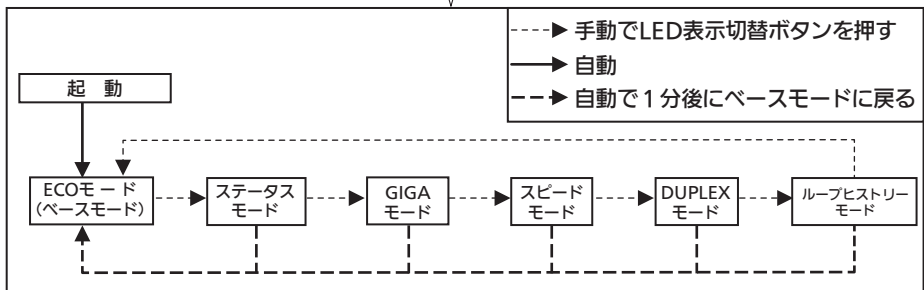 手動でLED表示切替ボタンを押す
自動
自動で1分後にベースモードに戻る
起 動
ECOモード
(ベースモード)
ステータス
モード
GIGA
モード
スピード
モード
DUPLEX
モード
ループヒストリー
モード